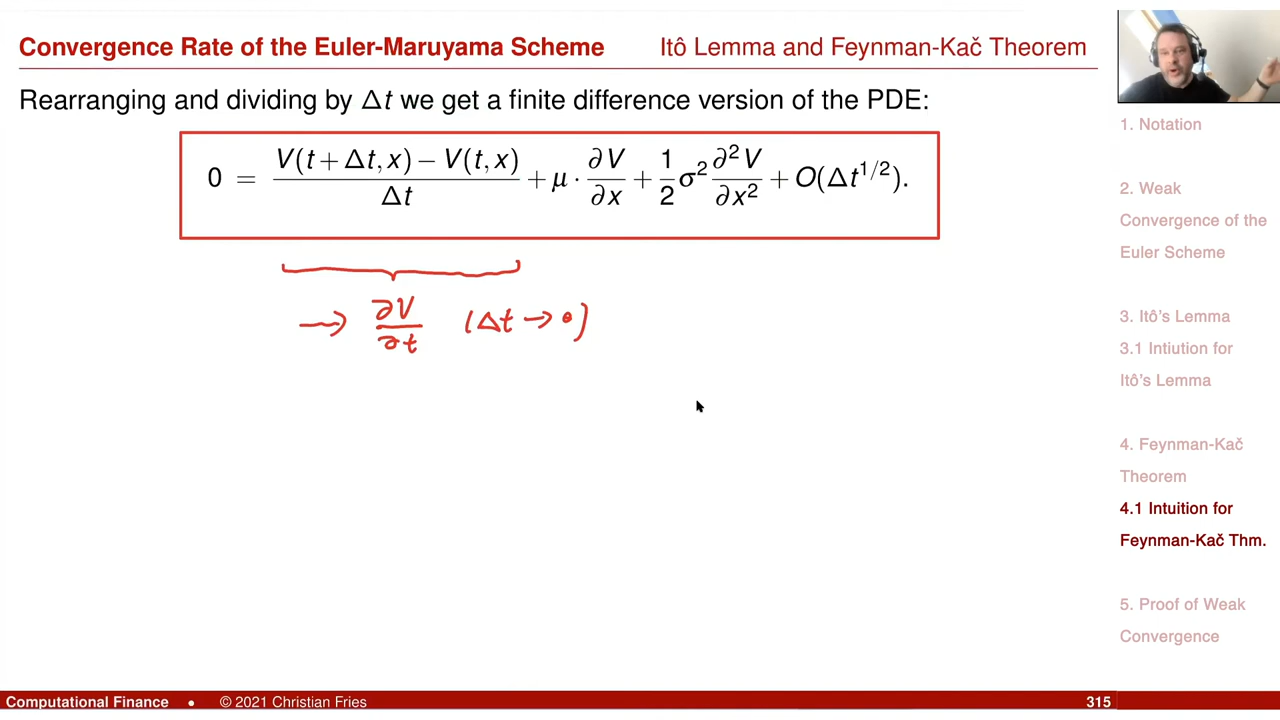 Convergence Rate of the Euler-Maruyama Scheme Itô Lemma and Feynman-Kač Theorem
Rearranging and dividing by Δt we get a finite difference version of the PDE:
0 = (V(t+Δt,x) − V(t,x))/Δt + μ · ∂V/∂x + 1/2 σ² ∂²V/∂x² + O(Δt^{1/2}).
→ ∂V/∂t (Δt → 0)
1. Notation
2. Weak
Convergence of the
Euler Scheme
3. Itô's Lemma
3.1 Intiution for
Itô's Lemma
4. Feynman-Kač
Theorem
4.1 Intuition for
Feynman-Kač Thm.
5. Proof of Weak
Convergence
Computational Finance • © 2021 Christian Fries 315